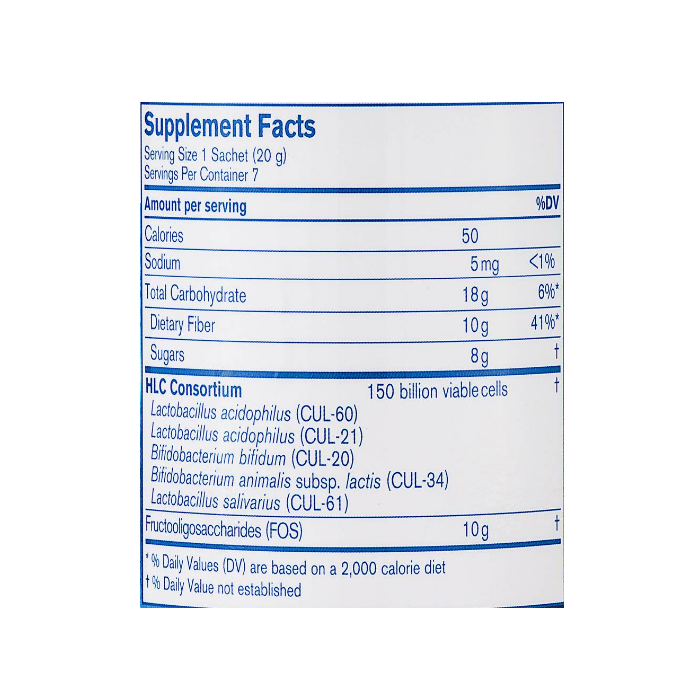 Supplement Facts
Serving Size 1 Sachet (20 g)
Servings Per Container 7
Amount per serving %DV
Calories 50
Sodium 5 mg <1%
Total Carbohydrate 18 g 6%*
Dietary Fiber 10 g 41%*
Sugars 8 g †
HLC Consortium 150 billion viable cells †
Lactobacillus acidophilus (CUL-60)
Lactobacillus acidophilus (CUL-21)
Bifidobacterium bifidum (CUL-20)
Bifidobacterium animalis subsp. lactis (CUL-34)
Lactobacillus salivarius (CUL-61)
Fructooligosaccharides (FOS) 10 g †
* % Daily Values (DV) are based on a 2,000 calorie diet
† % Daily Value not established